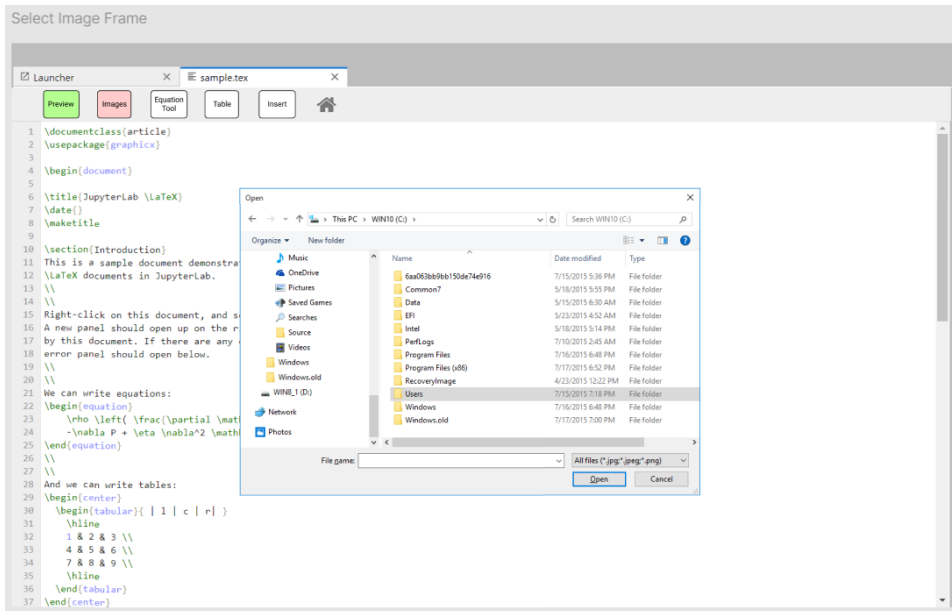 Select Image Frame
Launcher
sample.tex
Preview
Images
Equation Tool
Table
Insert
1 \documentclass{article}
2 \usepackage{graphicx}
3
4 \begin{document}
5
6 \title{JupyterLab \LaTeX}
7 \date{}
8 \maketitle
9
10 \section{Introduction}
11 This is a sample document demonstra
12 \LaTeX documents in JupyterLab.
13 \\
14 \\
15 Right-click on this document, and s
16 A new panel should open up on the r
17 by this document. If there are any
18 error panel should open below.
19 \\
20 \\
21 We can write equations:
22 \begin{equation}
23 \rho \left( \frac{\partial \mat
24 -\nabla P + \eta \nabla^2 \math
25 \end{equation}
26 \\
27 \\
28 And we can write tables:
29 \begin{center}
30 \begin{tabular}{ | l | c | r| }
31 \hline
32 1 & 2 & 3 \\
33 4 & 5 & 6 \\
34 7 & 8 & 9 \\
35 \hline
36 \end{tabular}
37 \end{center}
Open
This PC > WIN10 (C:) >
Search WIN10 (C:)
Organize
New folder
Music
OneDrive
Pictures
Saved Games
Searches
Source
Videos
Windows
Windows.old
WIN8_1 (D:)
Network
Photos
Name Date modified Type
6aa063bb9bb150de74e916 7/15/2015 5:36 PM File folder
Common7 5/18/2015 5:55 PM File folder
Data 5/15/2015 6:30 AM File folder
EFI 5/23/2015 4:52 AM File folder
Intel 5/18/2015 5:14 PM File folder
PerfLogs 7/10/2015 2:45 AM File folder
Program Files 7/16/2015 6:48 PM File folder
Program Files (x86) 7/17/2015 6:52 PM File folder
RecoveryImage 4/23/2015 12:22 PM File folder
Users 7/15/2015 7:18 PM File folder
Windows 7/16/2015 6:48 PM File folder
Windows.old 7/17/2015 7:00 PM File folder
File name:
All files (*.jpg;*.jpeg;*.png)
Open
Cancel